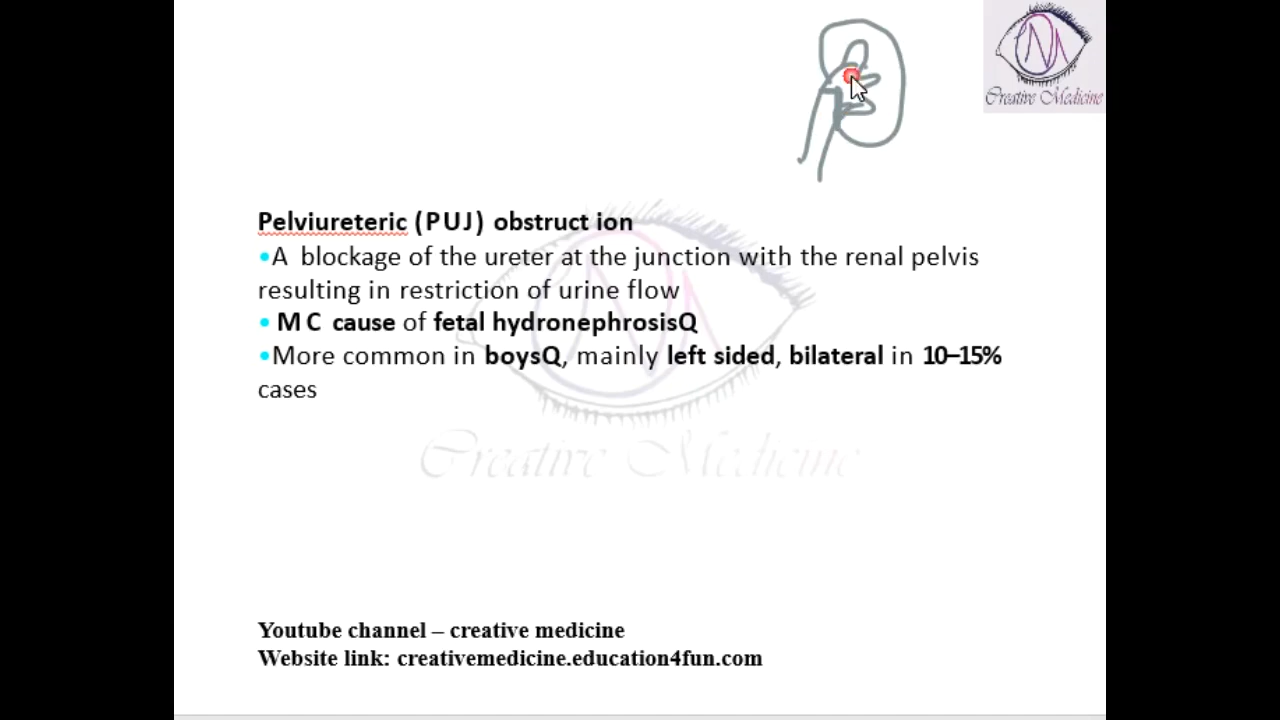 Creative Medicine
Pelviureteric (PUJ) obstruct ion
•A blockage of the ureter at the junction with the renal pelvis
resulting in restriction of urine flow
• M C cause of fetal hydronephrosisQ
•More common in boysQ, mainly left sided, bilateral in 10–15%
cases
Creative Medicine
Youtube channel – creative medicine
Website link: creativemedicine.education4fun.com